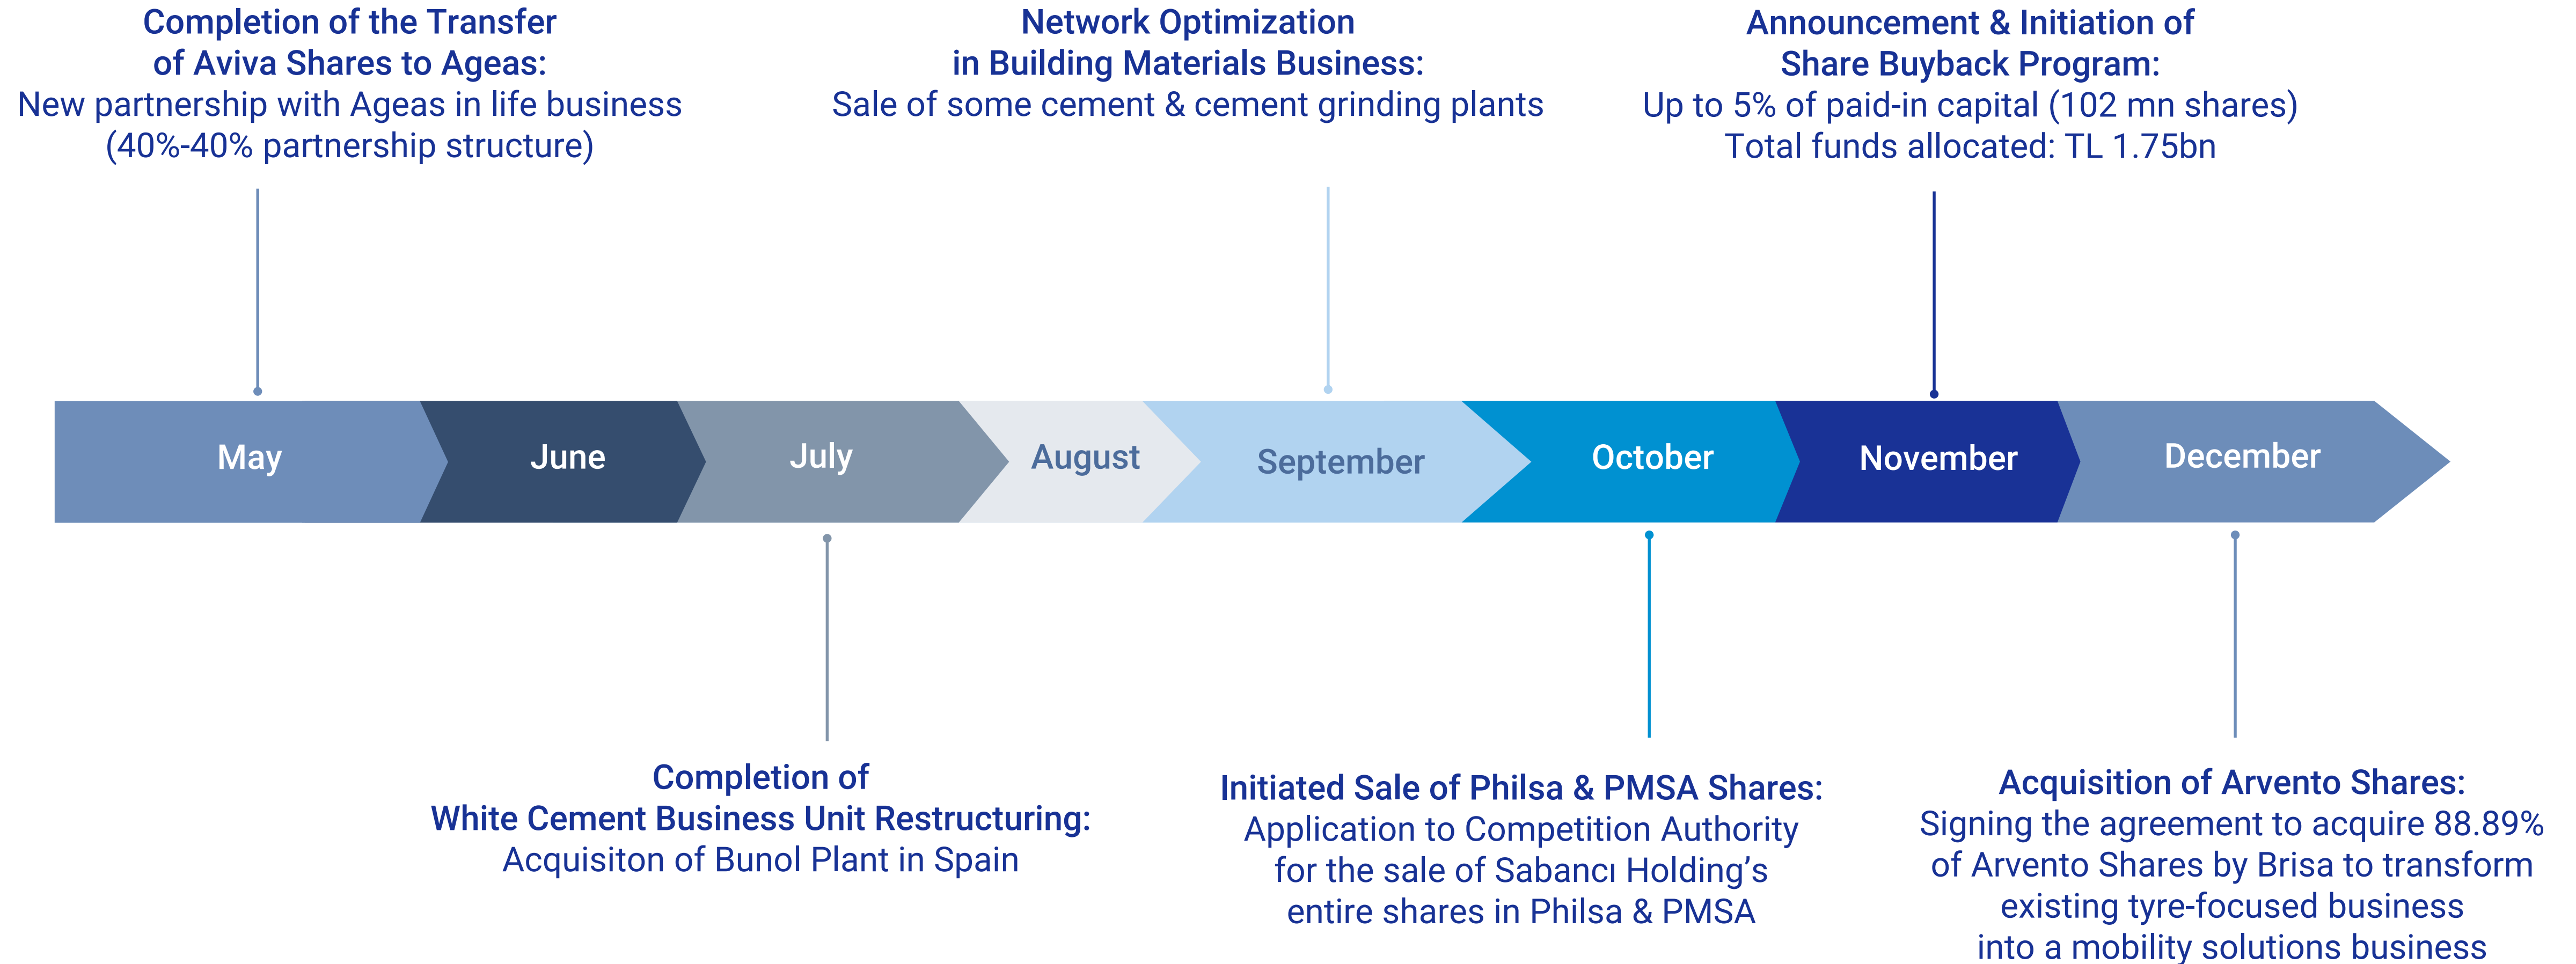 Completion of the Transfer
of Aviva Shares to Ageas:
New partnership with Ageas in life business
(40%-40% partnership structure)
Network Optimization
in Building Materials Business:
Sale of some cement & cement grinding plants
Announcement & Initiation of
Share Buyback Program:
Up to 5% of paid-in capital (102 mn shares)
Total funds allocated: TL 1.75bn
May
June
July
August
September
October
November
December
Completion of
White Cement Business Unit Restructuring:
Acquisiton of Bunol Plant in Spain
Initiated Sale of Philsa & PMSA Shares:
Application to Competition Authority
for the sale of Sabancı Holding’s
entire shares in Philsa & PMSA
Acquisition of Arvento Shares:
Signing the agreement to acquire 88.89%
of Arvento Shares by Brisa to transform
existing tyre-focused business
into a mobility solutions business